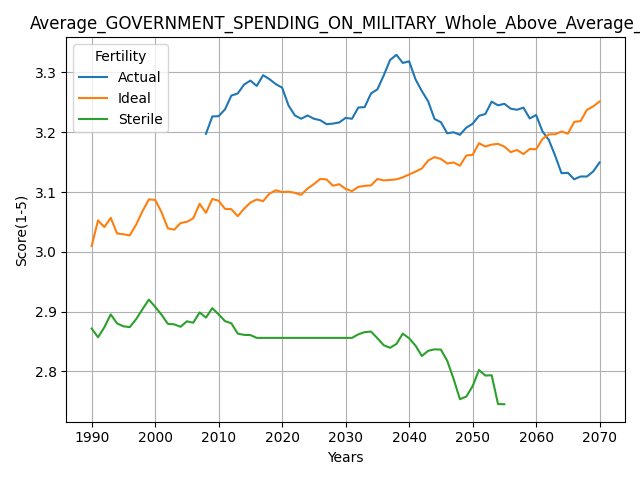 Average_GOVERNMENT_SPENDING_ON_MILITARY_Whole_Above_Average_
Fertility
Actual
Ideal
Sterile
Score(1-5)
3.3
3.2
3.1
3.0
2.9
2.8
1990 2000 2010 2020 2030 2040 2050 2060 2070
Years